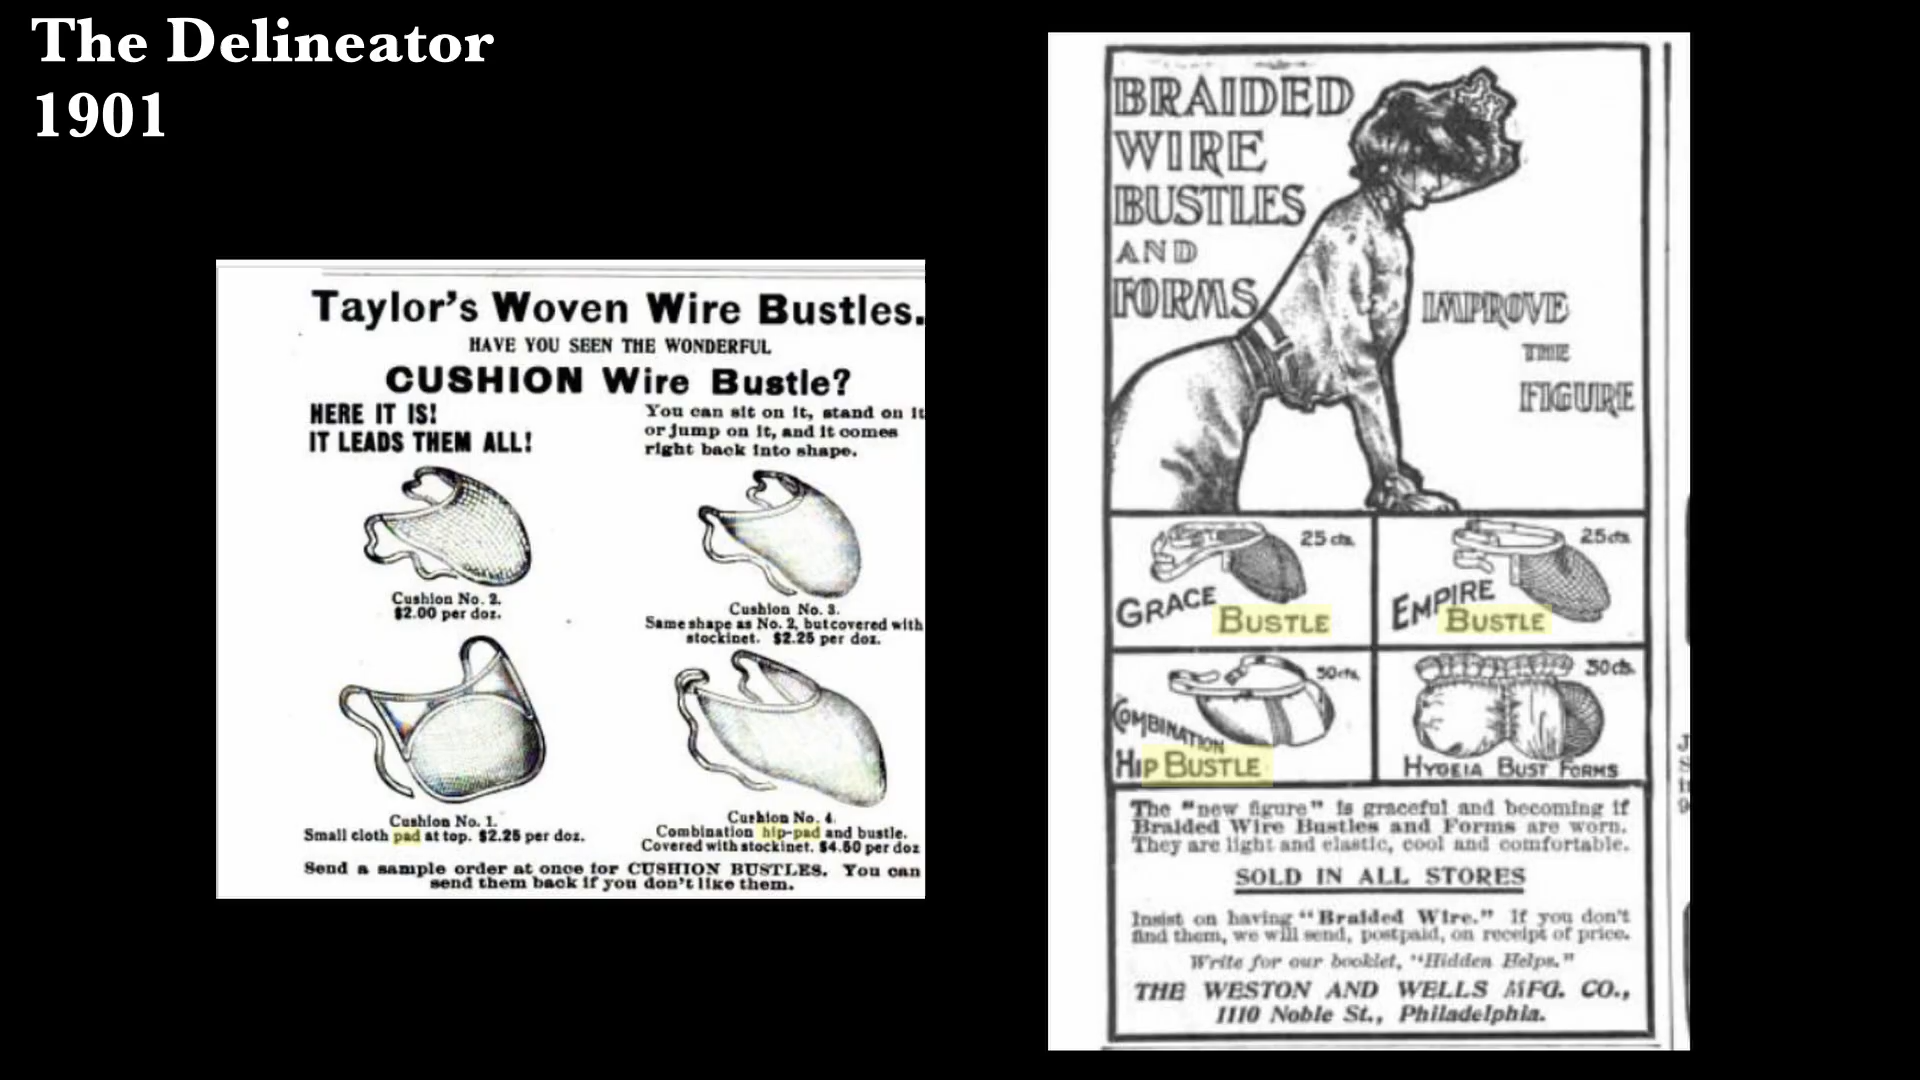 The Delineator
1901
Taylor's Woven Wire Bustles.
HAVE YOU SEEN THE WONDERFUL
CUSHION Wire Bustle?
HERE IT IS!
IT LEADS THEM ALL!
You can sit on it, stand on it
or jump on it, and it comes
right back into shape.
Cushion No. 2.
$2.00 per doz.
Cushion No. 3.
Same shape as No. 2, but covered with
stockinet. $2.25 per doz.
Cushion No. 1.
Small cloth pad at top. $2.25 per doz.
Cushion No. 4.
Combination hip-pad and bustle.
Covered with stockinet. $4.50 per doz
Send a sample order at once for CUSHION BUSTLES. You can
send them back if you don't like them.
BRAIDED
WIRE
BUSTLES
AND
FORMS
IMPROVE
THE
FIGURE
25 cts.
GRACE
BUSTLE
25 cts.
EMPIRE
BUSTLE
50 cts.
COMBINATION
HIP BUSTLE
50 cts.
HYGEIA BUST FORMS
The "new figure" is graceful and becoming if
Braided Wire Bustles and Forms are worn.
They are light and elastic, cool and comfortable.
SOLD IN ALL STORES
Insist on having "Braided Wire." If you don't
find them, we will send, postpaid, on receipt of price.
Write for our booklet, "Hidden Helps."
THE WESTON AND WELLS MFG. CO.,
1110 Noble St., Philadelphia.